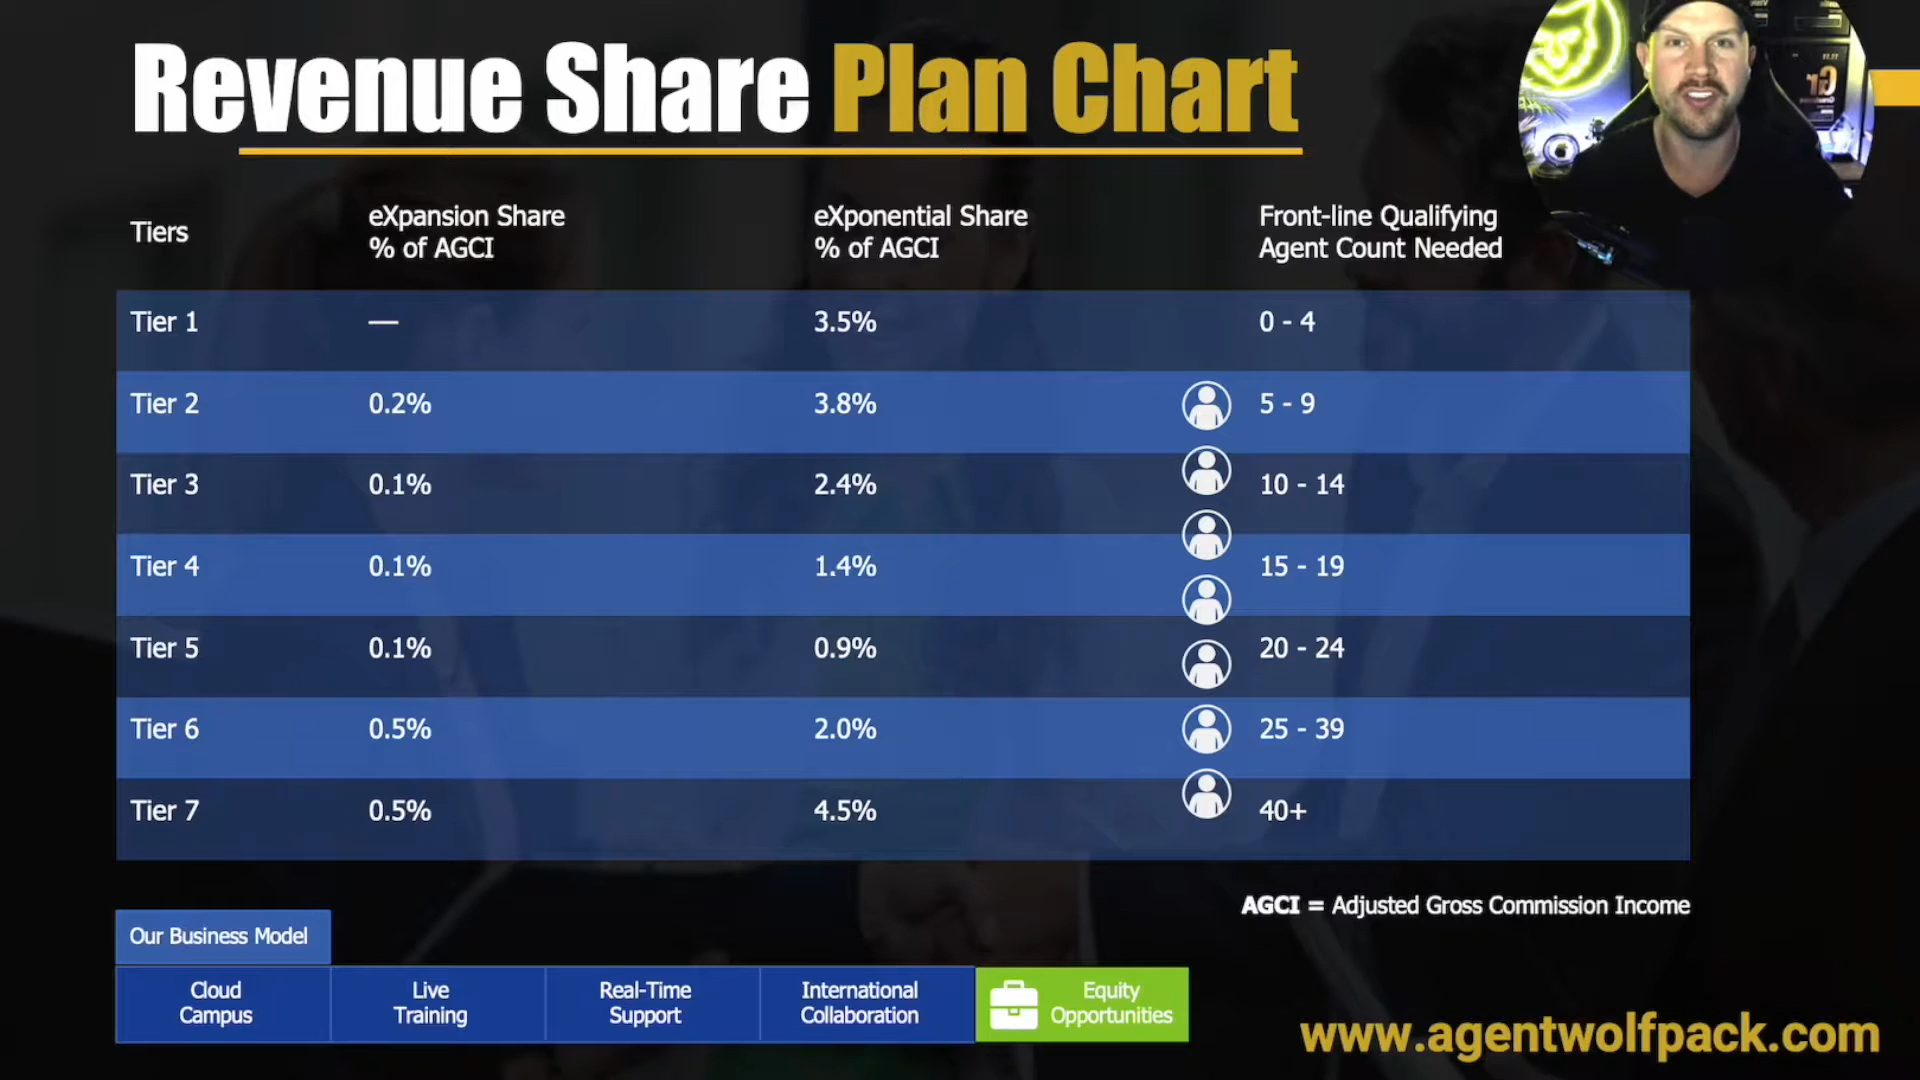 Revenue Share Plan Chart
Tiers
eXpansion Share
% of AGCI
eXponential Share
% of AGCI
Front-line Qualifying
Agent Count Needed
Tier 1 — 3.5% 0 - 4
Tier 2 0.2% 3.8% 5 - 9
Tier 3 0.1% 2.4% 10 - 14
Tier 4 0.1% 1.4% 15 - 19
Tier 5 0.1% 0.9% 20 - 24
Tier 6 0.5% 2.0% 25 - 39
Tier 7 0.5% 4.5% 40+
AGCI = Adjusted Gross Commission Income
Our Business Model
Cloud
Campus
Live
Training
Real-Time
Support
International
Collaboration
Equity
Opportunities
www.agentwolfpack.com